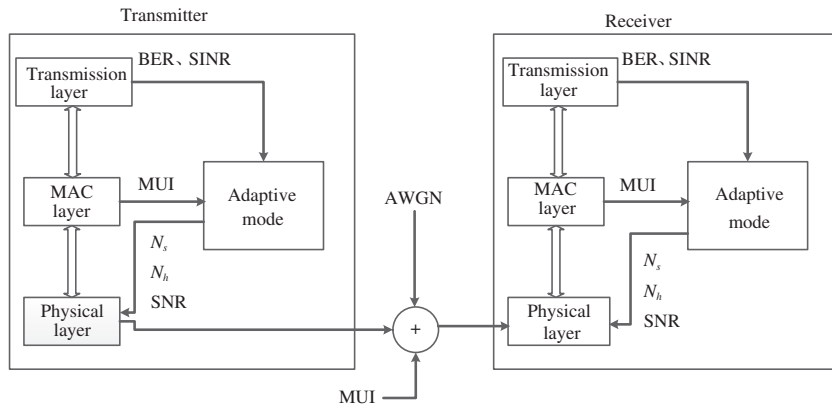 Transmitter
Transmission
layer
BER、SINR
MAC
layer
MUI
Adaptive
mode
N_s
N_h
SNR
Physical
layer
AWGN
+
MUI
Receiver
Transmission
layer
BER、SINR
MAC
layer
MUI
Adaptive
mode
N_s
N_h
SNR
Physical
layer